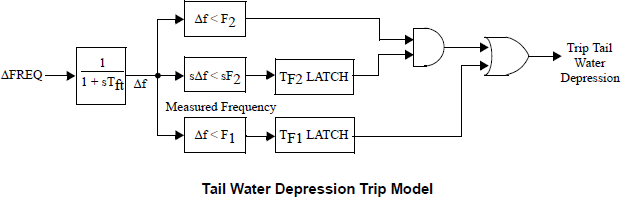 Δf < F2
ΔFREQ
1
1 + sTft
Δf
sΔf < sF2
TF2 LATCH
Trip Tail
Water
Depression
Measured Frequency
Δf < F1
TF1 LATCH
Tail Water Depression Trip Model